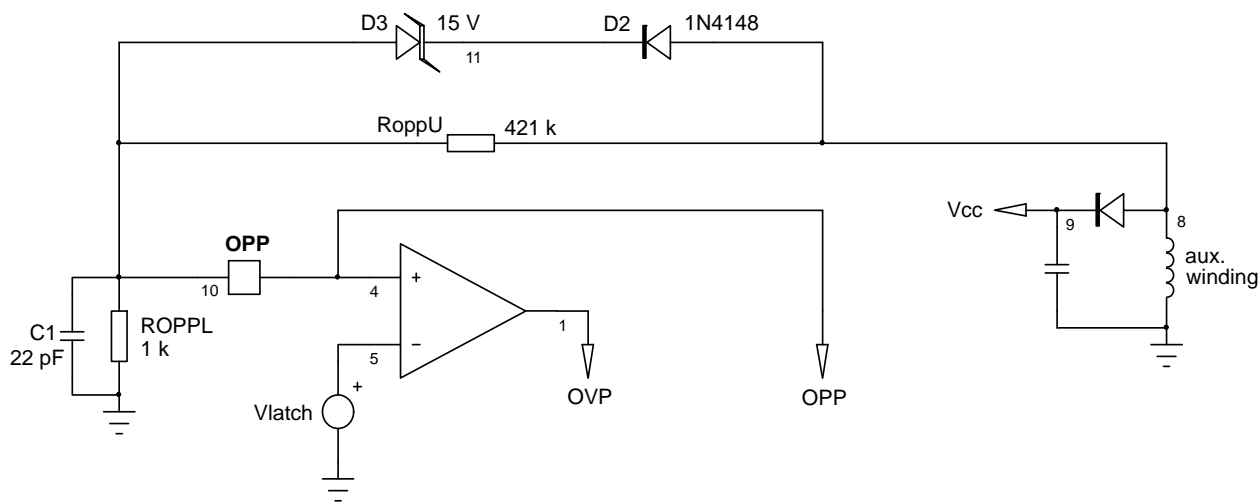 D3 15 V
D2 1N4148
11
RoppU 421 k
Vcc
9
8
aux.
winding
OPP
10
4
+
1
C1
22 pF
ROPPL
1 k
5
−
+
Vlatch
OVP
OPP